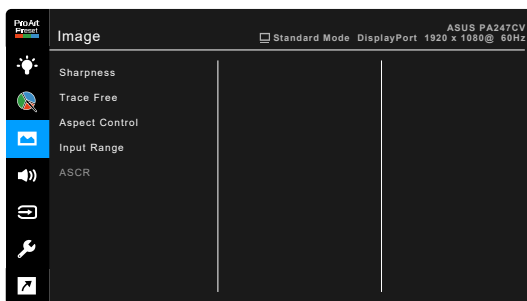 ProArt
Preset
Image
ASUS PA247CV
Standard Mode DisplayPort 1920 x 1080@ 60Hz
Sharpness
Trace Free
Aspect Control
Input Range
ASCR